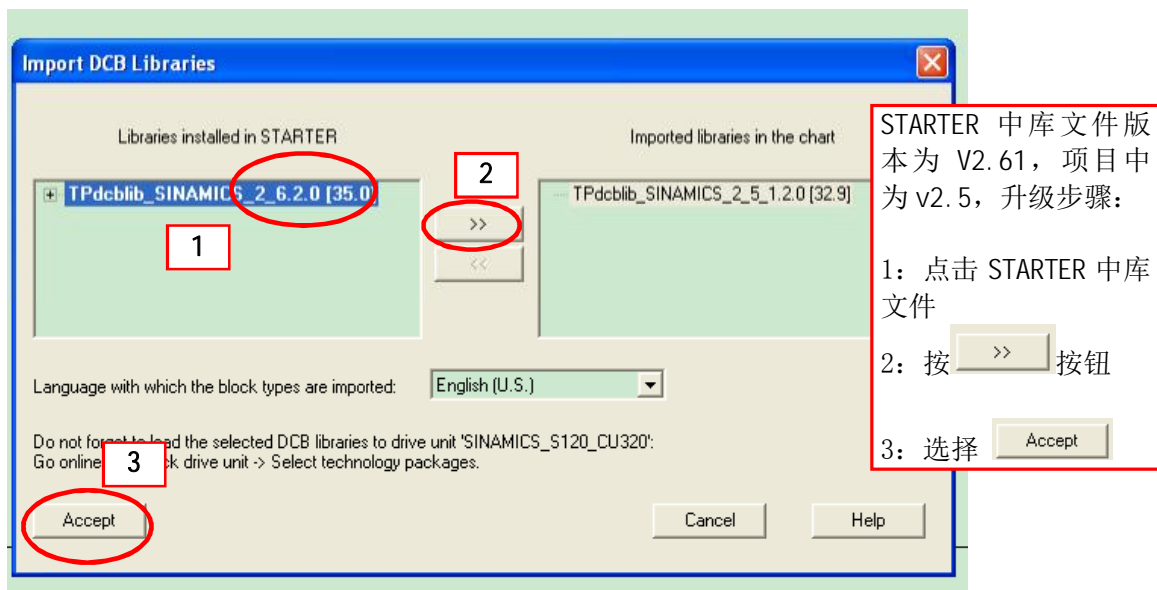 Import DCB Libraries
Libraries installed in STARTER
Imported libraries in the chart
TPdcblib_SINAMICS_2_6.2.0 [35.0]
1
2
>>
<<
TPdcblib_SINAMICS_2_5_1.2.0 [32.9]
Language with which the block types are imported:
English (U.S.)
Do not forget to load the selected DCB libraries to drive unit 'SINAMICS_S120_CU320':
Go online drive unit -> Select technology packages.
3
Accept
Cancel
Help
STARTER 中库文件版
本为 V2.61，项目中
为 v2.5，升级步骤：
1：点击 STARTER 中库
文件
2：按 >> 按钮
3：选择 Accept